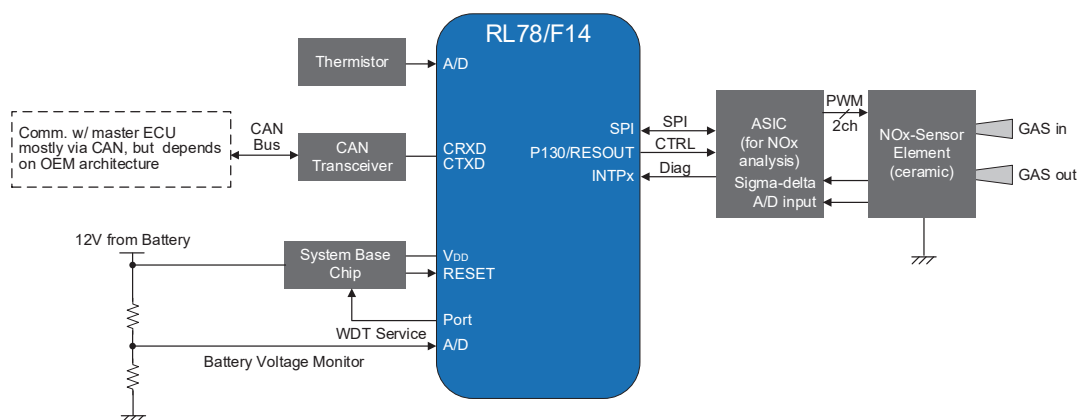 RL78/F14
Thermistor
A/D
Comm. w/ master ECU
mostly via CAN, but depends
on OEM architecture
CAN
Bus
CAN
Transceiver
CRXD
CTXD
12V from Battery
System Base
Chip
VDD
RESET
Port
WDT Service
A/D
Battery Voltage Monitor
SPI
SPI
P130/RESOUT
CTRL
INTPx
Diag
ASIC
(for NOx
analysis)
Sigma-delta
A/D input
PWM
2ch
NOx-Sensor
Element
(ceramic)
GAS in
GAS out